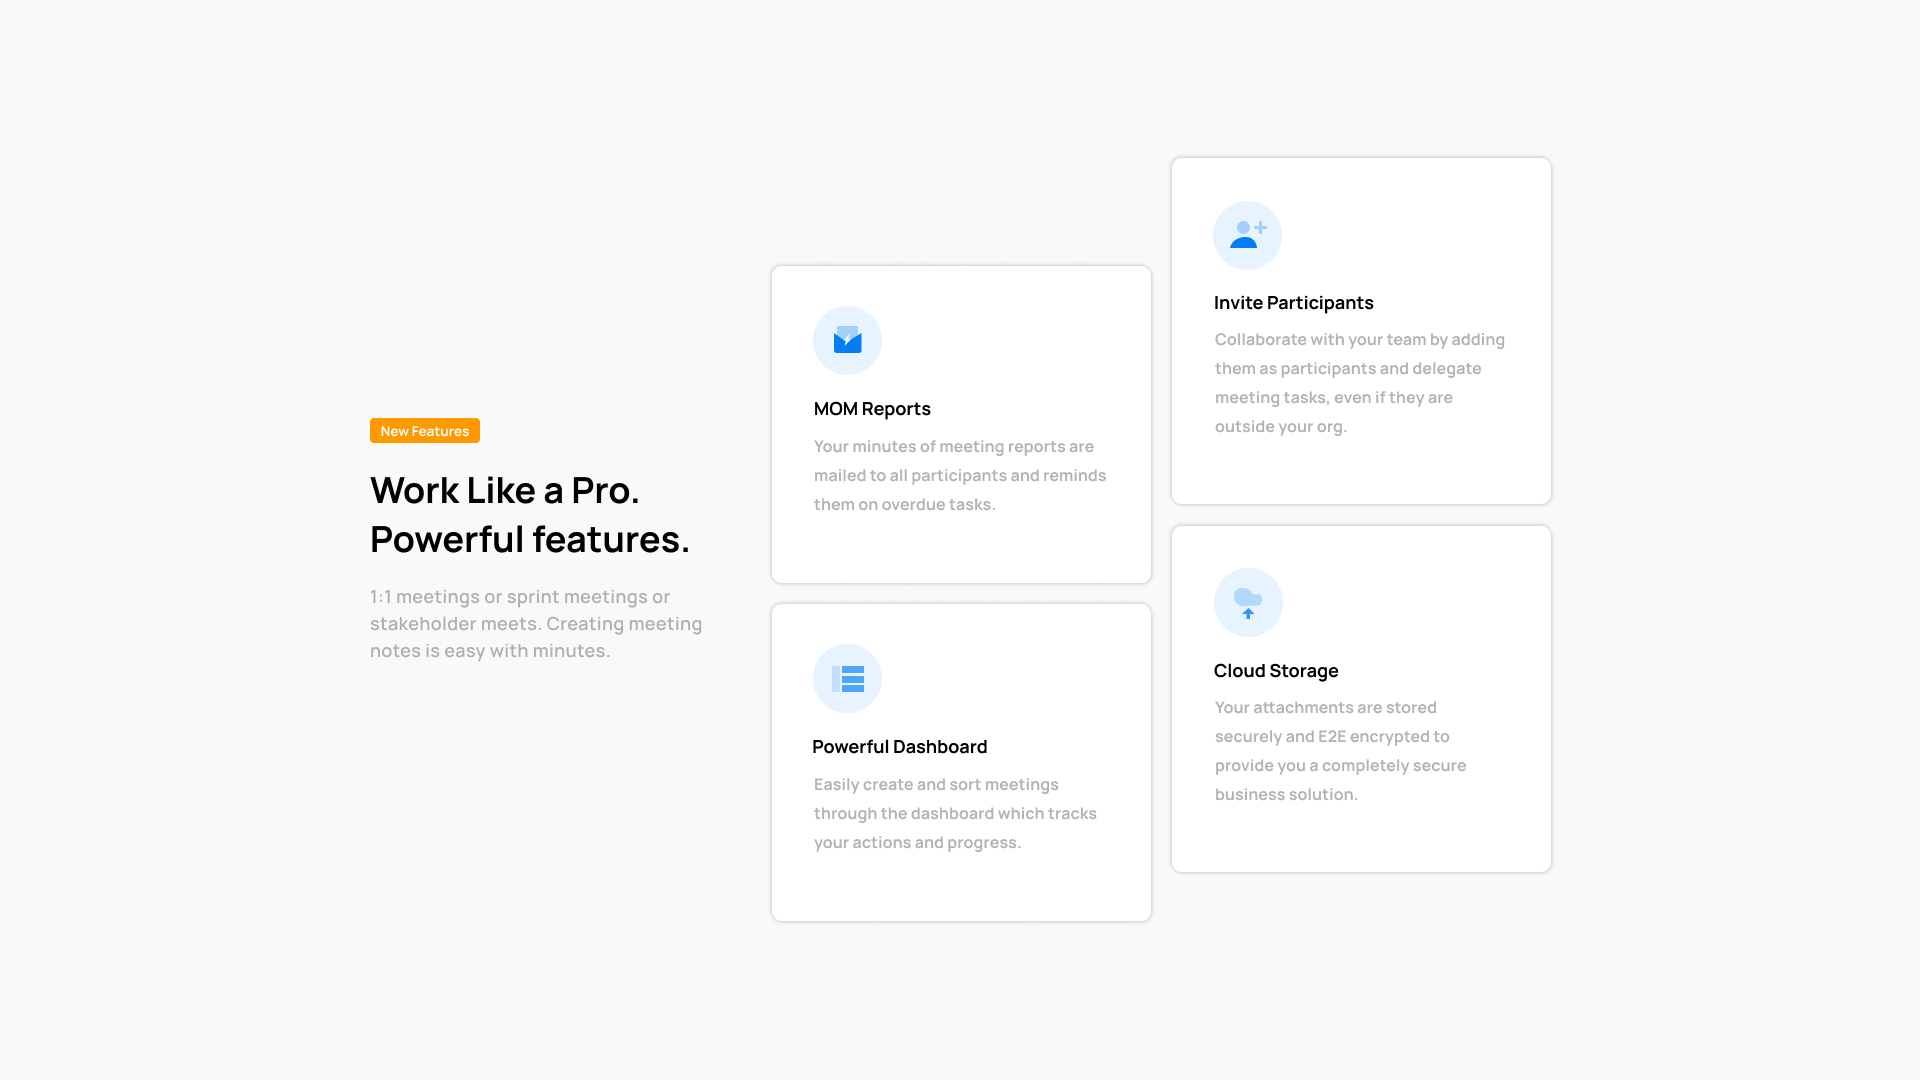 New Features
Work Like a Pro.
Powerful features.
1:1 meetings or sprint meetings or
stakeholder meets. Creating meeting
notes is easy with minutes.
MOM Reports
Your minutes of meeting reports are
mailed to all participants and reminds
them on overdue tasks.
Powerful Dashboard
Easily create and sort meetings
through the dashboard which tracks
your actions and progress.
Invite Participants
Collaborate with your team by adding
them as participants and delegate
meeting tasks, even if they are
outside your org.
Cloud Storage
Your attachments are stored
securely and E2E encrypted to
provide you a completely secure
business solution.